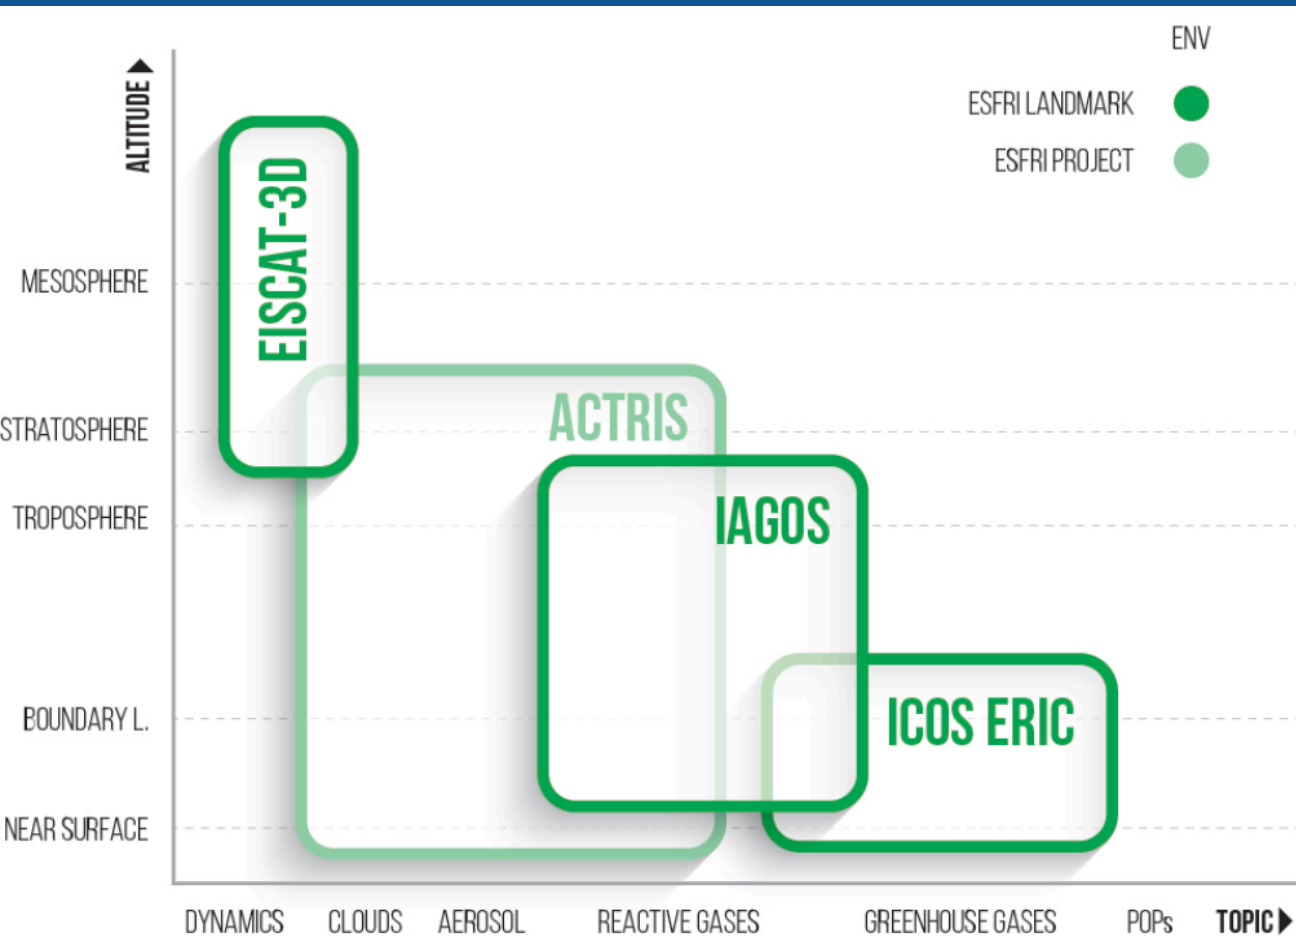 ENV
ESFRI LANDMARK
ESFRI PROJECT
ALTITUDE
MESOSPHERE
STRATOSPHERE
TROPOSPHERE
BOUNDARY L.
NEAR SURFACE
EISCAT-3D
ACTRIS
IAGOS
ICOS ERIC
DYNAMICS CLOUDS AEROSOL REACTIVE GASES GREENHOUSE GASES POPs TOPIC